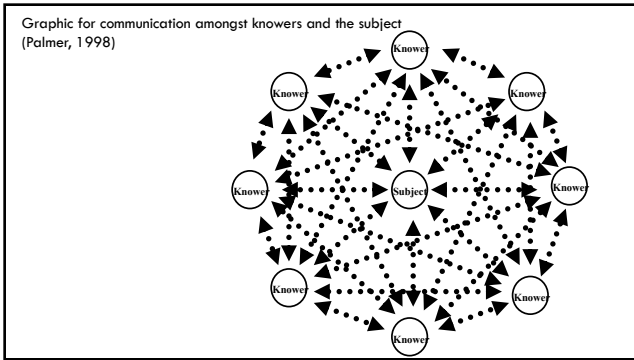 Graphic for communication amongst knowers and the subject
(Palmer, 1998)
Knower
Knower
Knower
Knower
Subject
Knower
Knower
Knower
Knower